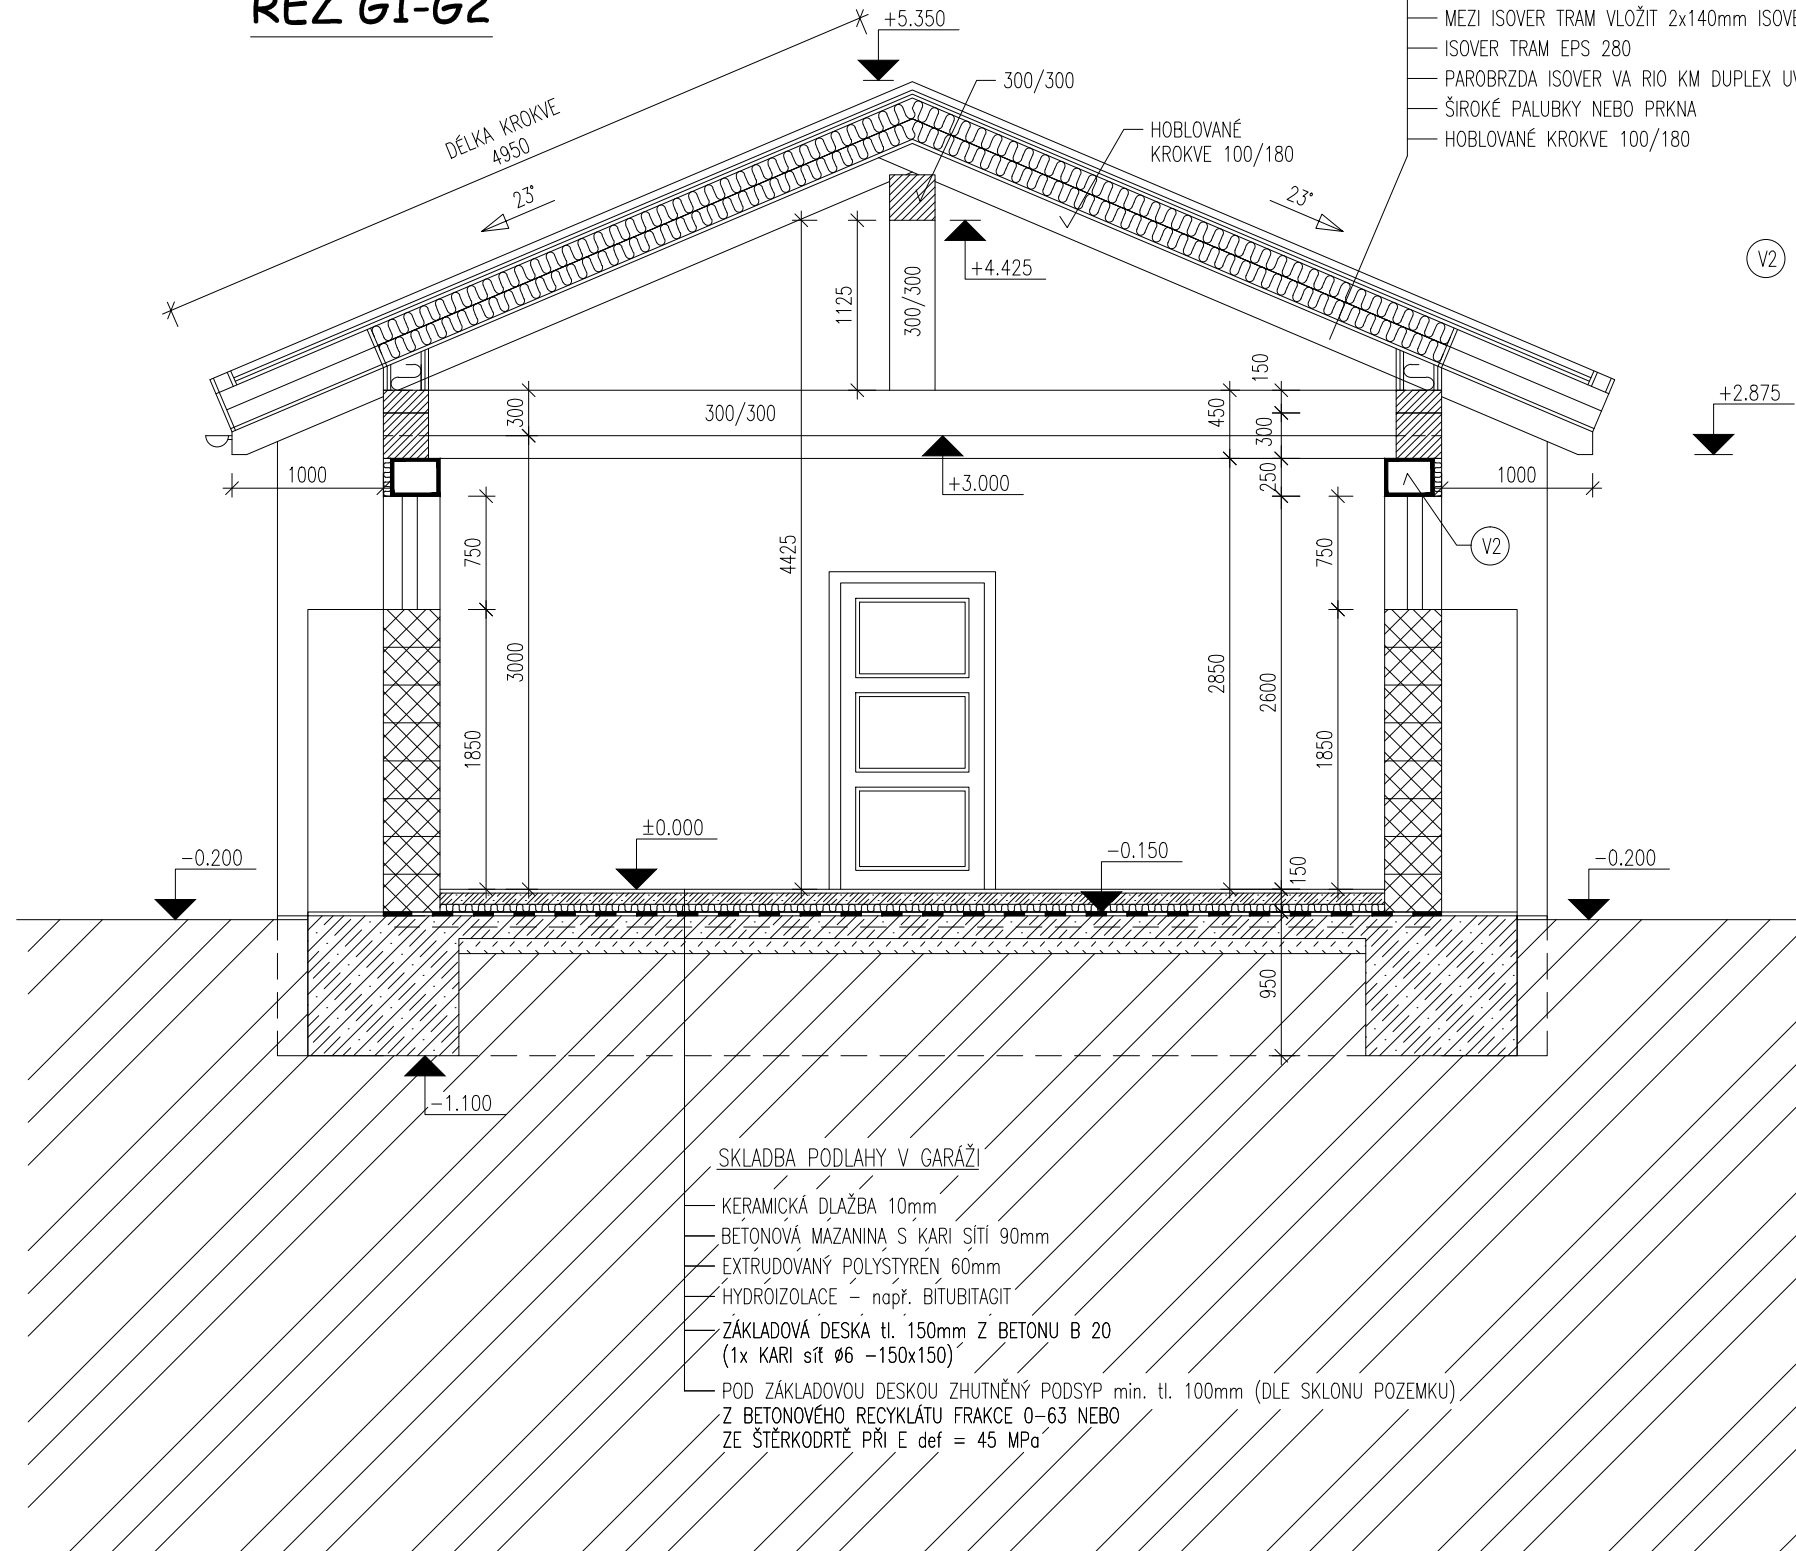 ŘEZ G1-G2
+5.350
MEZI ISOVER TRAM VLOŽIT 2x140mm
ISOVER TRAM EPS 280
PAROBRZDA ISOVER VA RIO KM DUPLEX
ŠIROKÉ PALUBKY NEBO PRKNA
HOBLOVANÉ KROKVE 100/180
300/300
DÉLKA KROKVE
4950
HOBLOVANÉ
KROKVE 100/180
23°
23°
V2
+4.425
1125
300/300
150
+2.875
300
300/300
450
300
1000
+3.000
250
1000
750
4425
750
V2
3000
2850
2600
1850
1850
±0.000
-0.200
-0.150
150
-0.200
950
-1.100
SKLADBA PODLAHY V GARÁŽI
KERAMICKÁ DLAŽBA 10mm
BETONOVÁ MAZANINA S KARI SÍTÍ 90mm
EXTRUDOVANÝ POLYSTYREN 60mm
HYDROIZOLACE - např. BITUBITAGIT
ZÁKLADOVÁ DESKA tl. 150mm Z BETONU B 20
(1x KARI síť ø6 -150x150)
POD ZÁKLADOVOU DESKOU ZHUTNĚNÝ PODSYP min. tl. 100mm (DLE SKLONU POZEMKU)
Z BETONOVÉHO RECYKLÁTU FRAKCE 0-63 NEBO
ZE ŠTĚRKODRTĚ PŘI E def = 45 MPa